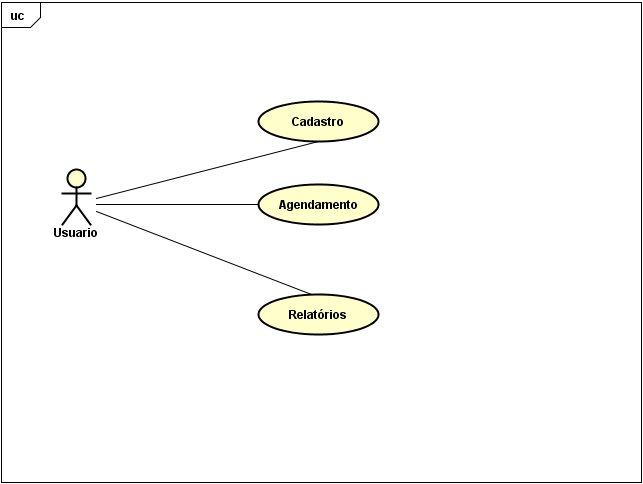 uc
Cadastro
Agendamento
Usuario
Relatórios